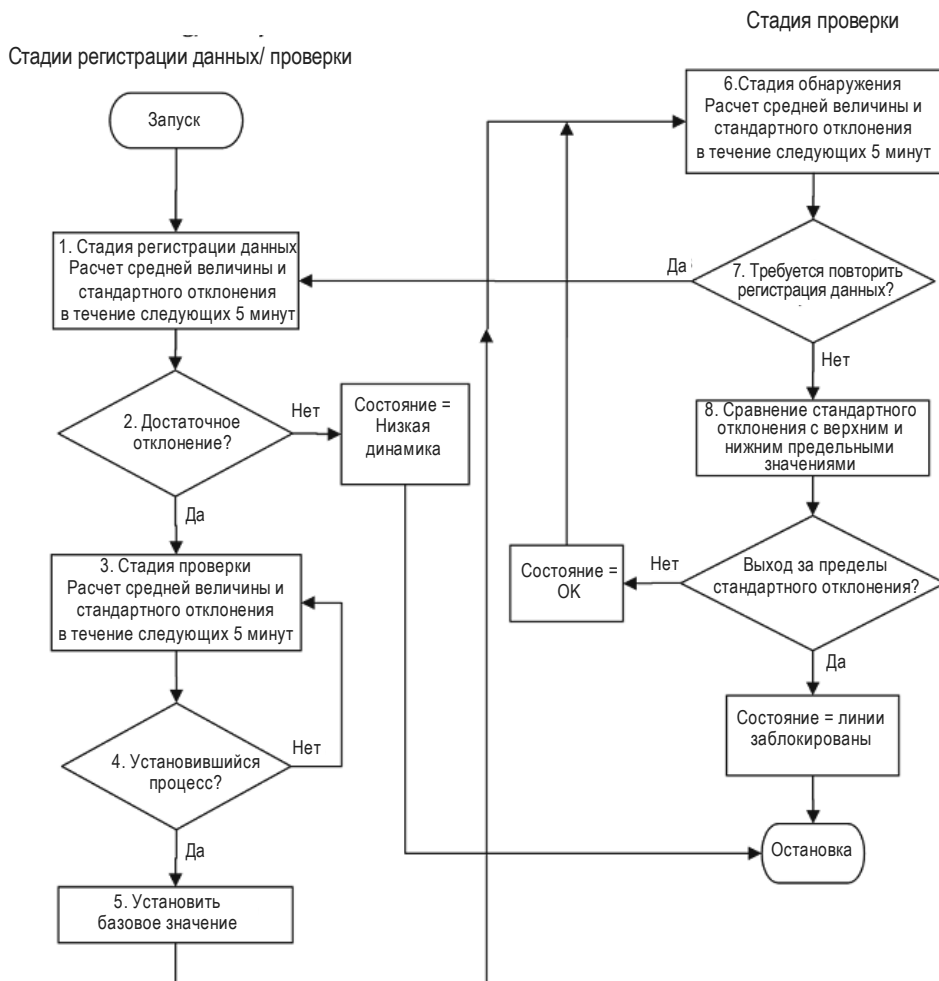 Стадии регистрации данных/ проверки
Запуск
1. Стадия регистрации данных
Расчет средней величины и
стандартного отклонения
в течение следующих 5 минут
2. Достаточное
отклонение?
Нет
Состояние =
Низкая
динамика
Да
3. Стадия проверки
Расчет средней величины и
стандартного отклонения
в течение следующих 5 минут
4. Установившийся
процесс?
Нет
Да
5. Установить
базовое значение
Стадия проверки
6.Стадия обнаружения
Расчет средней величины и
стандартного отклонения
в течение следующих 5 минут
Да
7. Требуется повторить
регистрация данных?
Нет
8. Сравнение стандартного
отклонения с верхним и
нижним предельными
значениями
Выход за пределы
стандартного отклонения?
Нет
Состояние =
OK
Да
Состояние = линии
заблокированы
Остановка